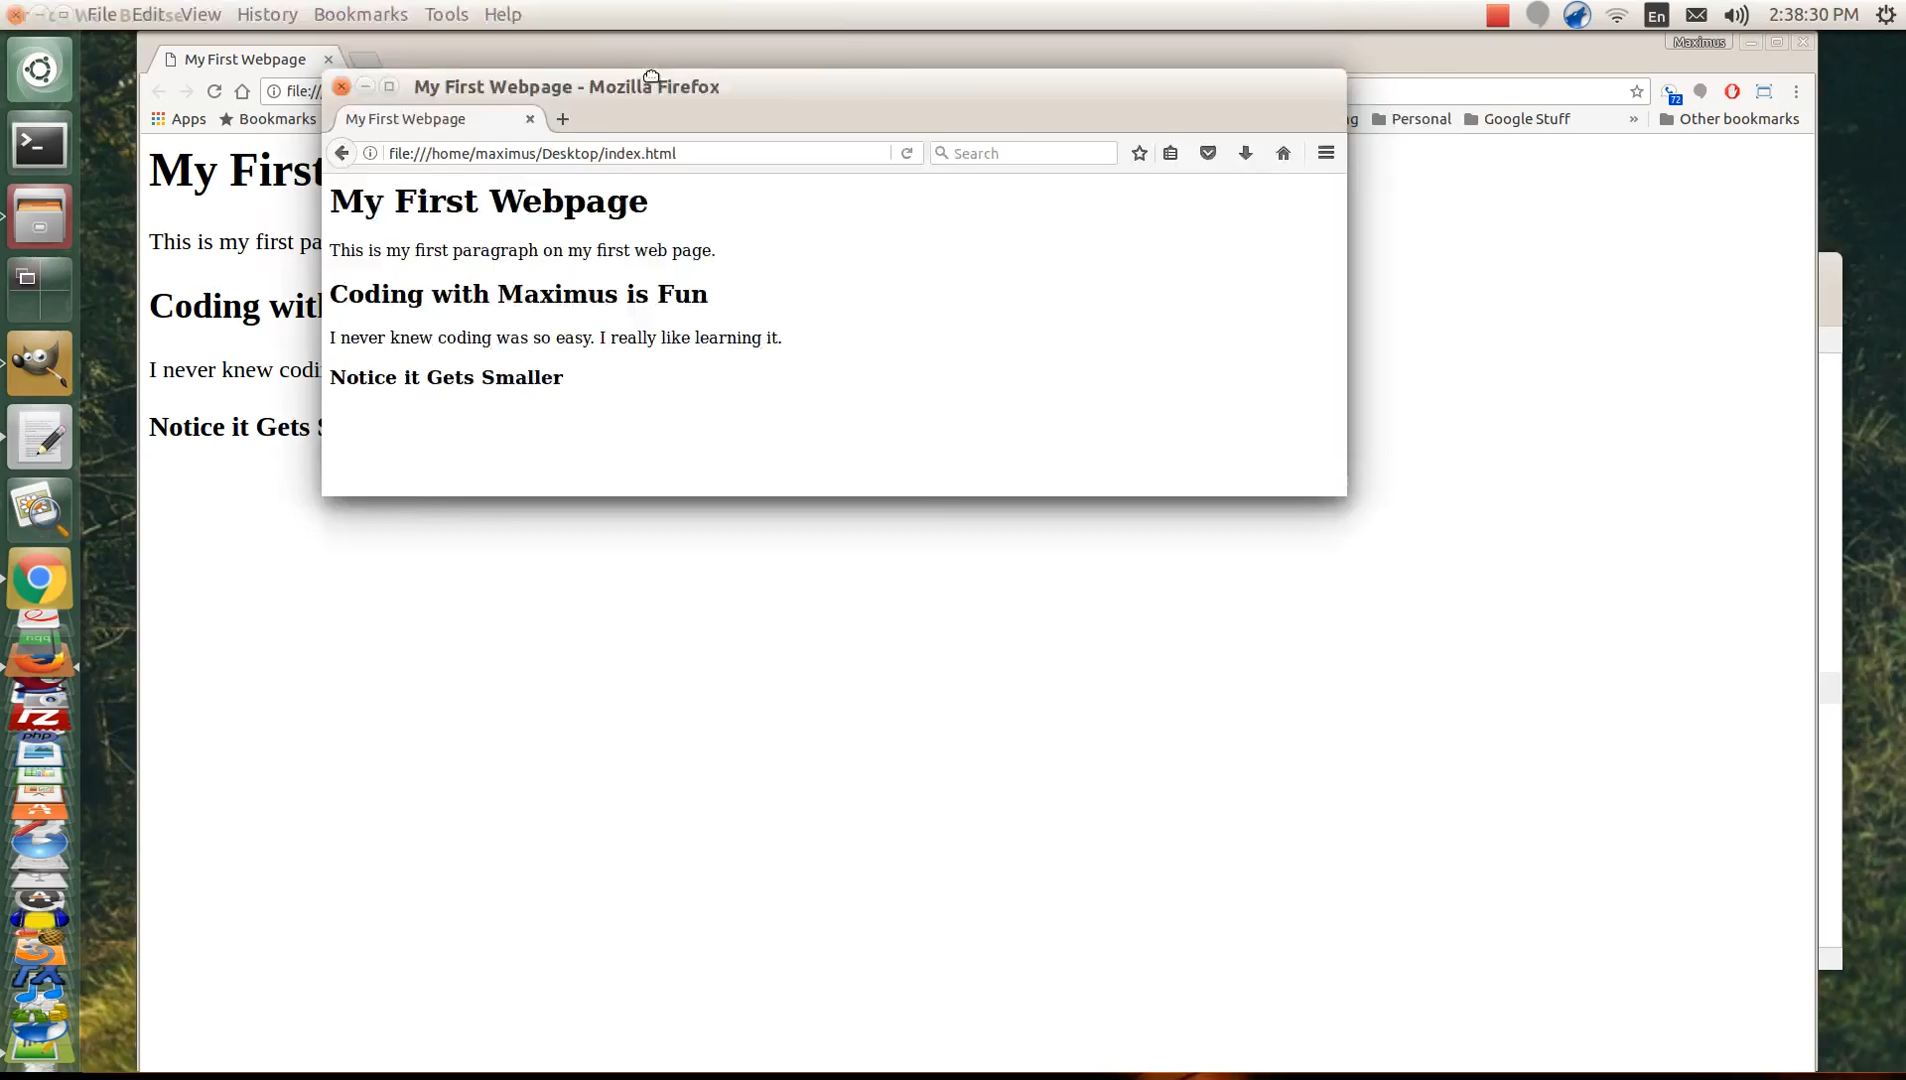 File Edit View History Bookmarks Tools Help
En 2:38:30 PM
My First Webpage
Maximus
file://
72
Apps Bookmarks
Personal Google Stuff » Other bookmarks
My First
This is my first pa
Coding with
I never knew codi
Notice it Gets S
My First Webpage - Mozilla Firefox
My First Webpage
file:///home/maximus/Desktop/index.html
Search
My First Webpage
This is my first paragraph on my first web page.
Coding with Maximus is Fun
I never knew coding was so easy. I really like learning it.
Notice it Gets Smaller
php